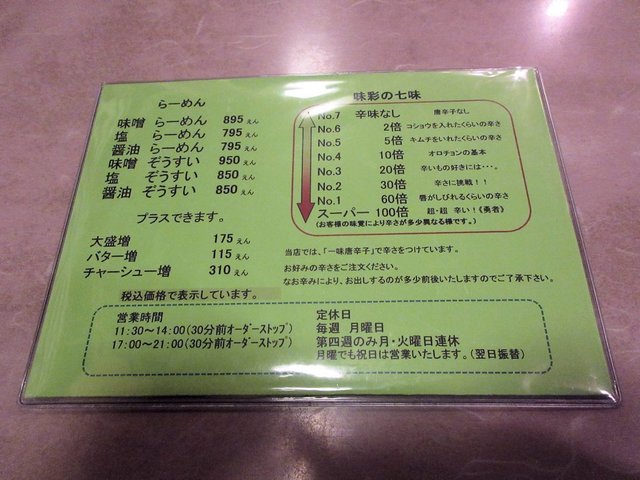 らーめん
味噌 らーめん 895えん
塩 らーめん 795えん
醤油 らーめん 795えん
味噌 ぞうすい 950えん
塩 ぞうすい 850えん
醤油 ぞうすい 850えん
プラスできます。
大盛増 175えん
バター増 115えん
チャーシュー増 310えん
税込価格で表示しています。
味彩の七味
No.7 辛味なし 唐辛子なし
No.6 2倍 コショウを入れたくらいの辛さ
No.5 5倍 キムチをいれたくらいの辛さ
No.4 10倍 オロチョンの基本
No.3 20倍 辛いもの好きには・・・。
No.2 30倍 辛さに挑戦！！
No.1 60倍 唇がしびれるくらいの辛さ
スーパー 100倍 超・超 辛い！《勇者》
(お客様の味覚により辛さが多少異なる様です。)
当店では、「一味唐辛子」で辛さをつけています。
お好みの辛さをご注文ください。
なお辛みにより、お出しするのが多少前後いたしますのでご了承下さい。
営業時間
11:30～14:00(30分前オーダーストップ)
17:00～21:00(30分前オーダーストップ)
定休日
毎週 月曜日
第四週のみ月・火曜日連休
月曜でも祝日は営業いたします。(翌日振替)